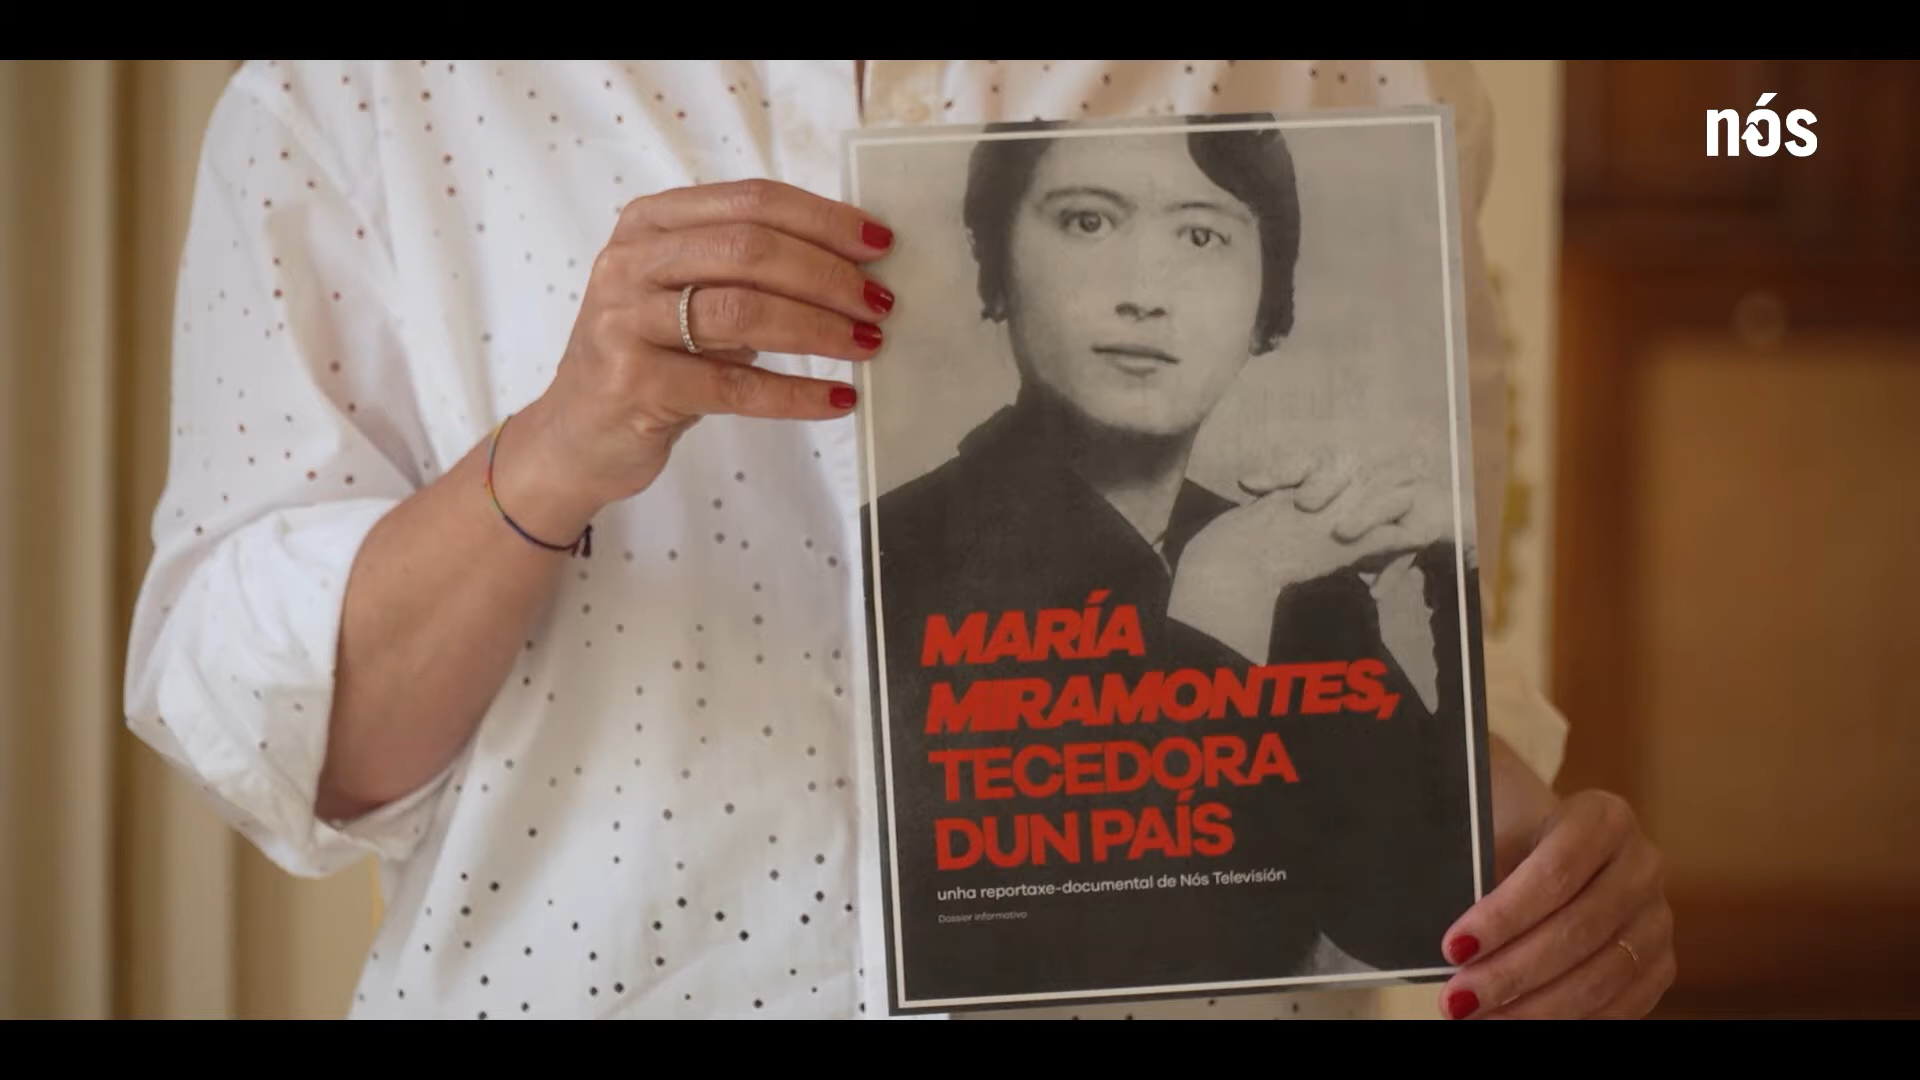 nós
MARÍA
MIRAMONTES,
TECEDORA
DUN PAÍS
unha reportaxe-documental de Nós Televisión
Dossier informativo